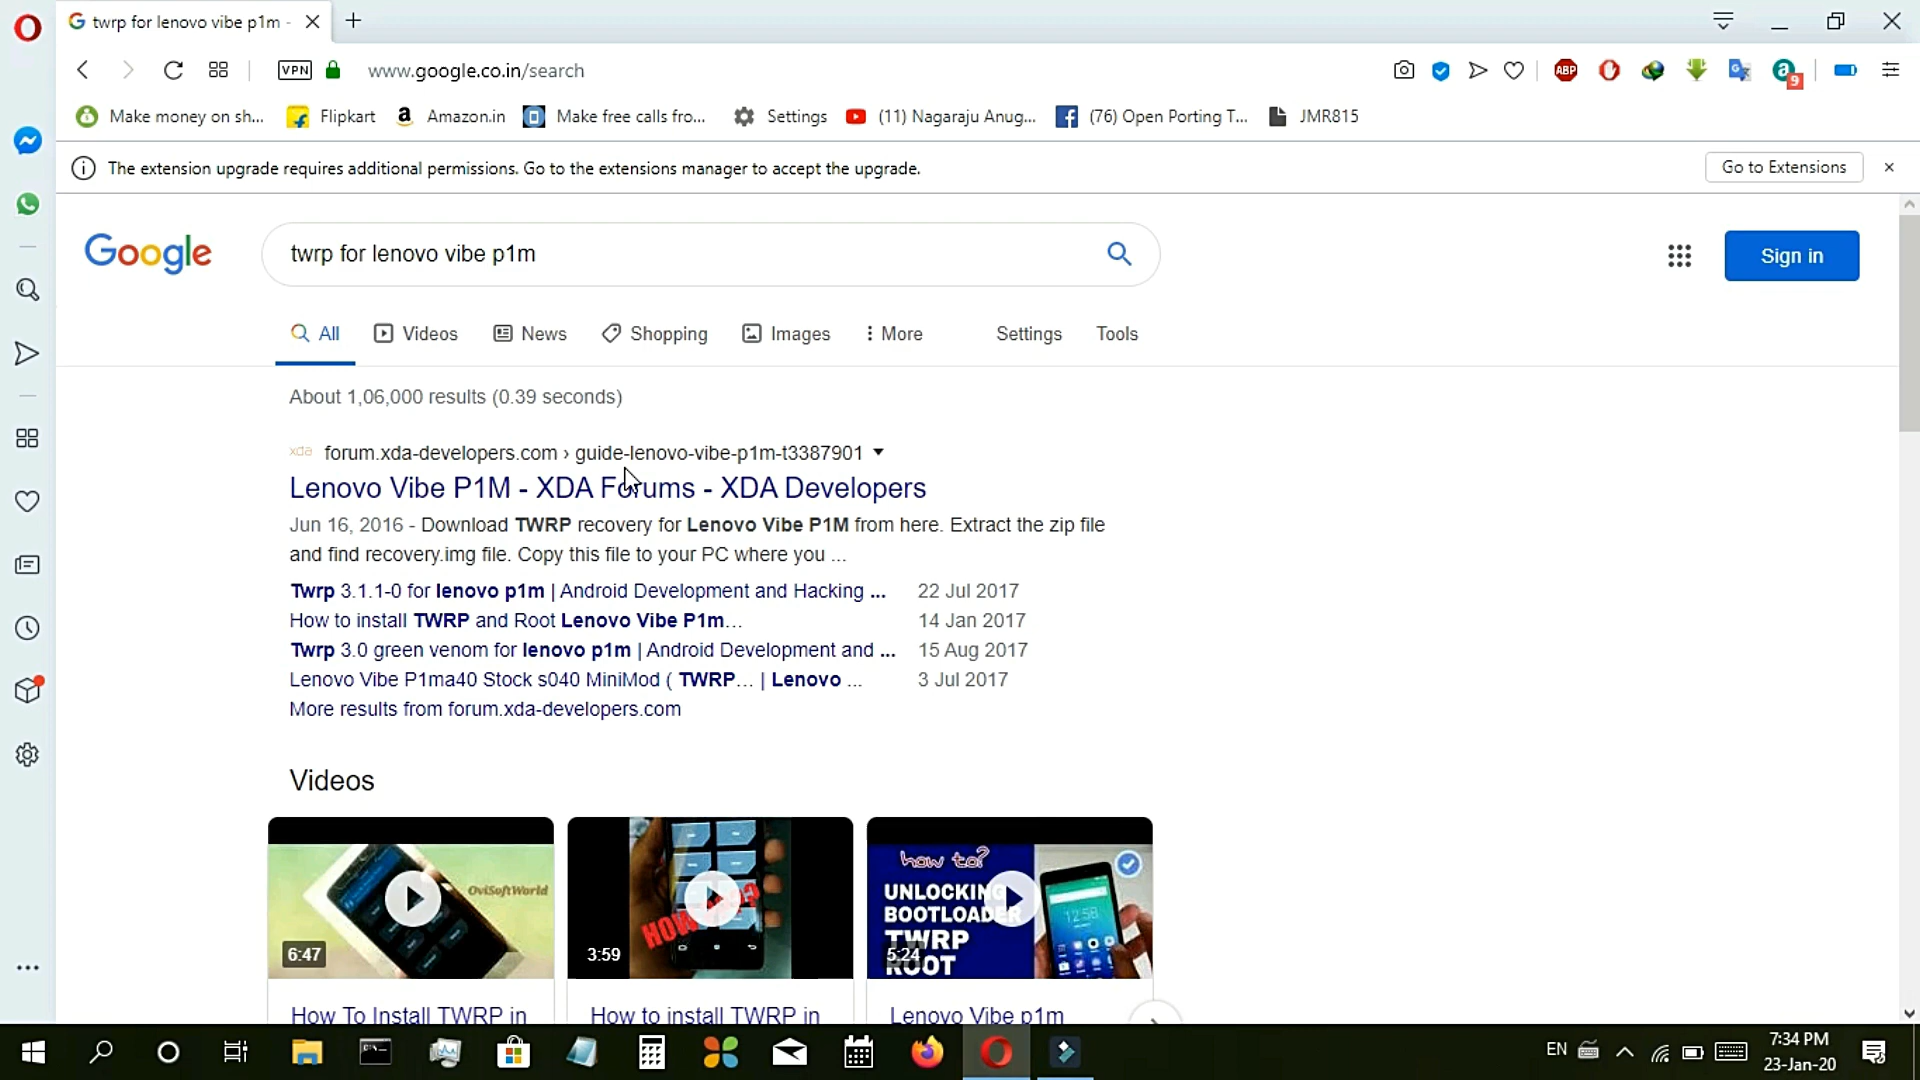 twrp for lenovo vibe p1m -
VPN www.google.co.in/search ABP 9
Make money on sh... Flipkart Amazon.in Make free calls fro... Settings (11) Nagaraju Anug... (76) Open Porting T... JMR815
The extension upgrade requires additional permissions. Go to the extensions manager to accept the upgrade. Go to Extensions
Google twrp for lenovo vibe p1m Sign in
All Videos News Shopping Images More Settings Tools
About 1,06,000 results (0.39 seconds)
xda forum.xda-developers.com › guide-lenovo-vibe-p1m-t3387901
Lenovo Vibe P1M - XDA Forums - XDA Developers
Jun 16, 2016 - Download TWRP recovery for Lenovo Vibe P1M from here. Extract the zip file
and find recovery.img file. Copy this file to your PC where you ...
Twrp 3.1.1-0 for lenovo p1m | Android Development and Hacking ... 22 Jul 2017
How to install TWRP and Root Lenovo Vibe P1m... 14 Jan 2017
Twrp 3.0 green venom for lenovo p1m | Android Development and ... 15 Aug 2017
Lenovo Vibe P1ma40 Stock s040 MiniMod ( TWRP... | Lenovo ... 3 Jul 2017
More results from forum.xda-developers.com
Videos
OviSoftWorld
6:47
HOW TO?
3:59
how to?
UNLOCKING
BOOTLOADER
TWRP
ROOT
12:58
5:24
How To Install TWRP in
How to install TWRP in
Lenovo Vibe p1m
EN 7:34 PM
23-Jan-20